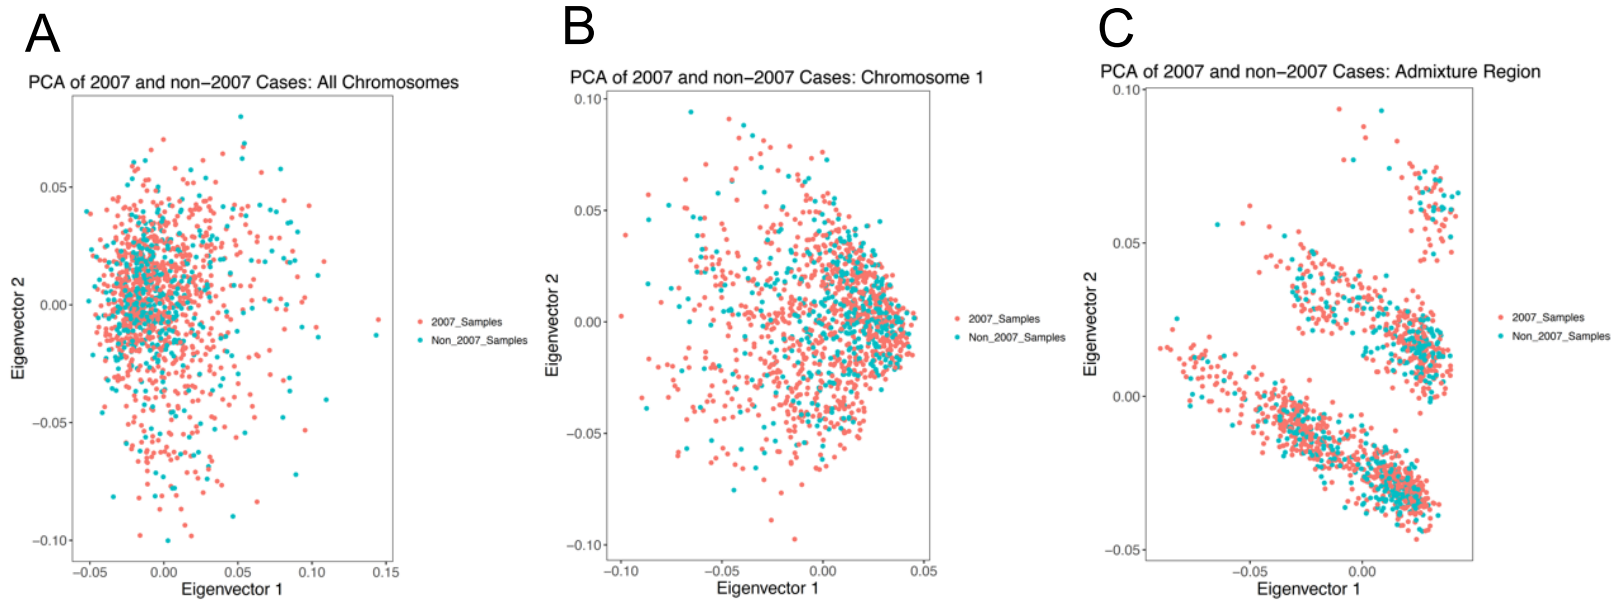 A
PCA of 2007 and non−2007 Cases: All Chromosomes
0.05
0.00
−0.05
−0.10
−0.05
0.00
0.05
0.10
0.15
Eigenvector 1
Eigenvector 2
2007_Samples
Non_2007_Samples
B
PCA of 2007 and non−2007 Cases: Chromosome 1
0.10
0.05
0.00
−0.05
−0.10
−0.10
−0.05
0.00
0.05
Eigenvector 1
Eigenvector 2
2007_Samples
Non_2007_Samples
C
PCA of 2007 and non−2007 Cases: Admixture Region
0.10
0.05
0.00
−0.05
−0.05
0.00
Eigenvector 1
Eigenvector 2
2007_Samples
Non_2007_Samples